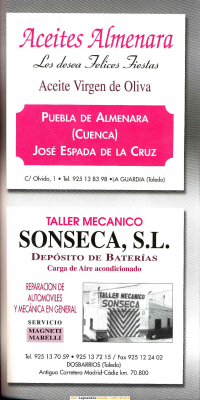 Aceites Almenara
Les desea Felices Fiestas
Aceite Virgen de Oliva
PUEBLA DE ALMENARA
(CUENCA)
JOSÉ ESPADA DE LA CRUZ
C/ Olvido, 1 • Tel. 925 13 83 98 •LA GUARDIA (Toledo)
TALLER MECANICO
SONSECA, S.L.
DEPÓSITO DE BATERÍAS
Carga de Aire acondicionado
REPARACION DE
AUTOMOVILES
Y MECÁNICA EN GENERAL
SERVICIO
MAGNETI
MARELLI
TALLER MECANICO
SONSECA
Tel. 925 13 70 59 • 925 13 72 15 / Fax 925 12 24 02
DOSBARRIOS (Toledo)
Antigua Carretera Madrid-Cádiz km. 70.800